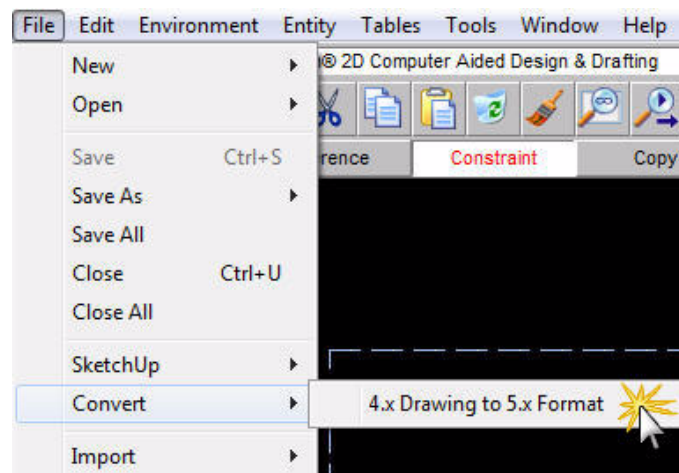 File Edit Environment Entity Tables Tools Window Help
New
® 2D Computer Aided Design & Drafting
Open
Save Ctrl+S
Constraint Copy
Save As
Save All
Close Ctrl+U
Close All
SketchUp
Convert
4.x Drawing to 5.x Format
Import